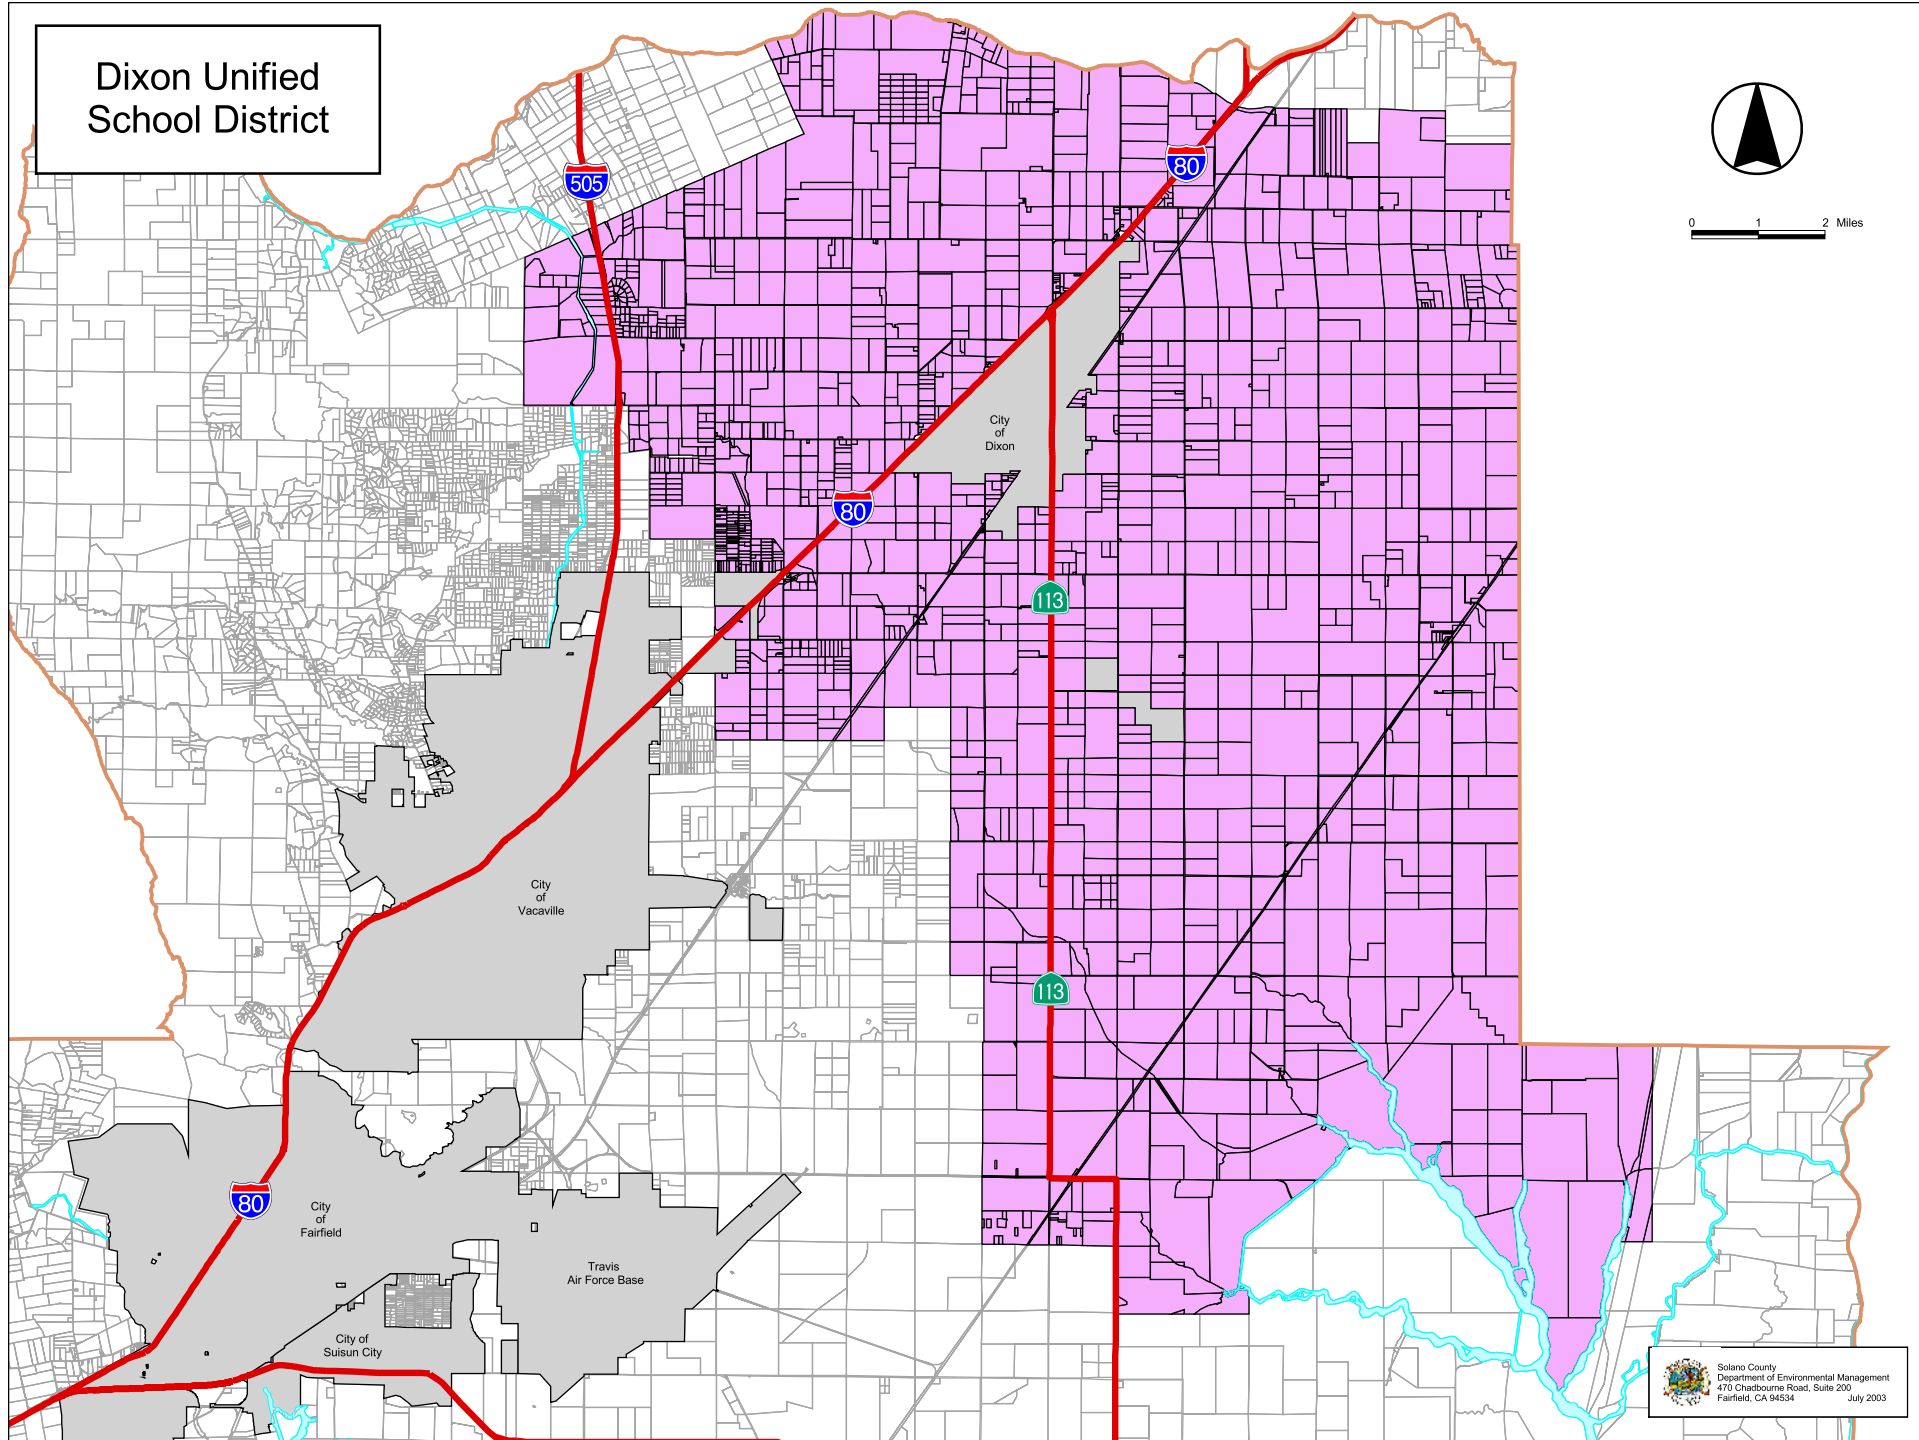 Dixon Unified
School District
505
80
0 1 2 Miles
City
of
Dixon
80
113
City
of
Vacaville
113
80
City
of
Fairfield
Travis
Air Force Base
City of
Suisun City
Solano County
Department of Environmental Management
470 Chadbourne Road, Suite 200
Fairfield, CA 94534 July 2003